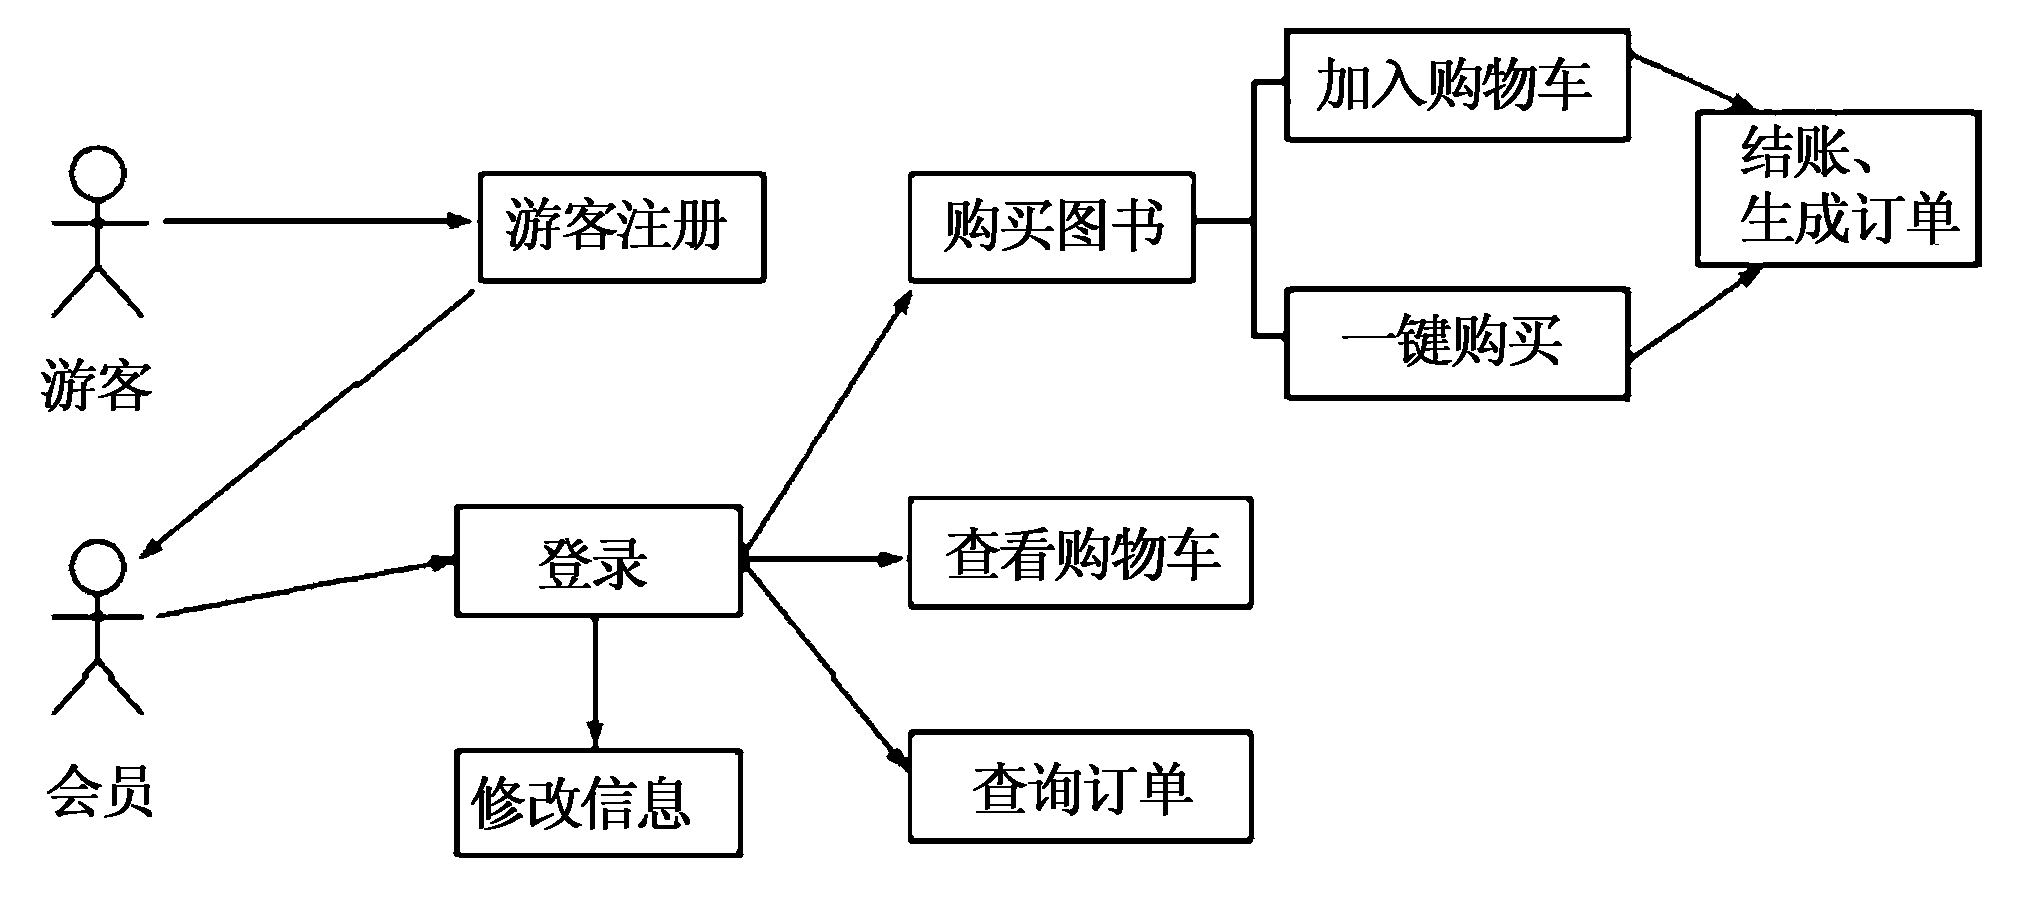 加入购物车
结账、
生成订单
游客注册
购买图书
一键购买
游客
登录
查看购物车
会员
修改信息
查询订单